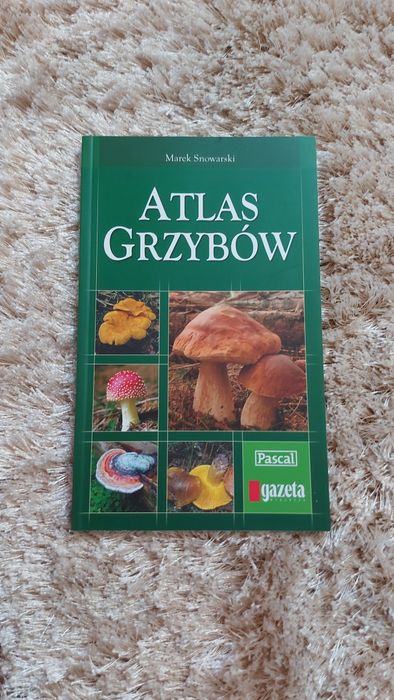 Marek Snowarski
ATLAS
GRZYBÓW
Pascal
gazeta